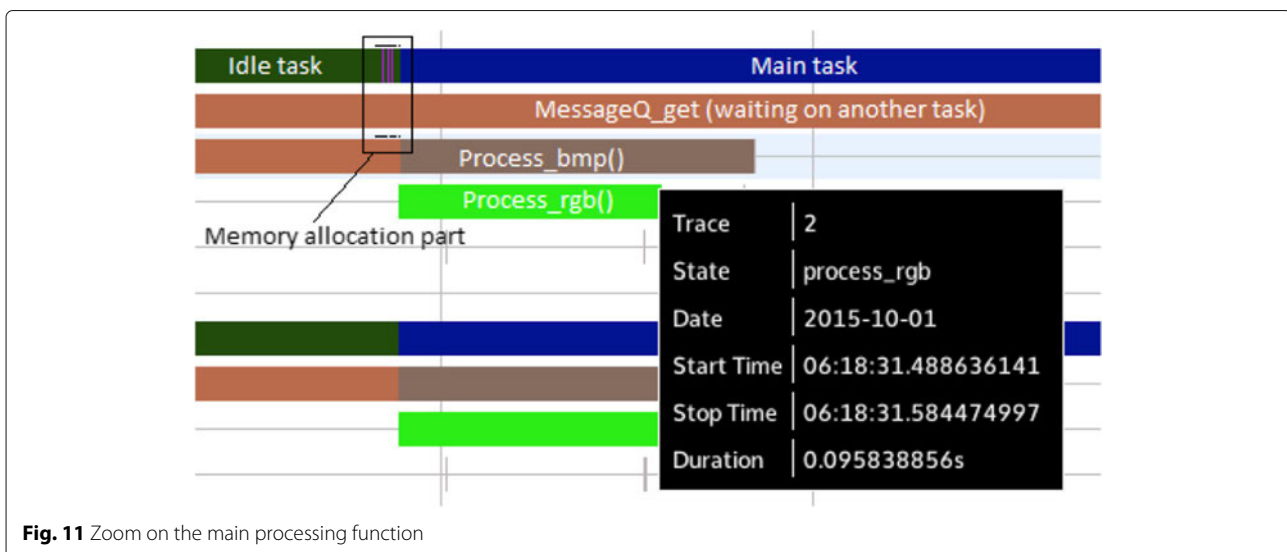 Idle task
Main task
MessageQ_get (waiting on another task)
Process_bmp()
Process_rgb()
Memory allocation part
Trace 2
State process_rgb
Date 2015-10-01
Start Time 06:18:31.488636141
Stop Time 06:18:31.584474997
Duration 0.095838856s
Fig. 11 Zoom on the main processing function